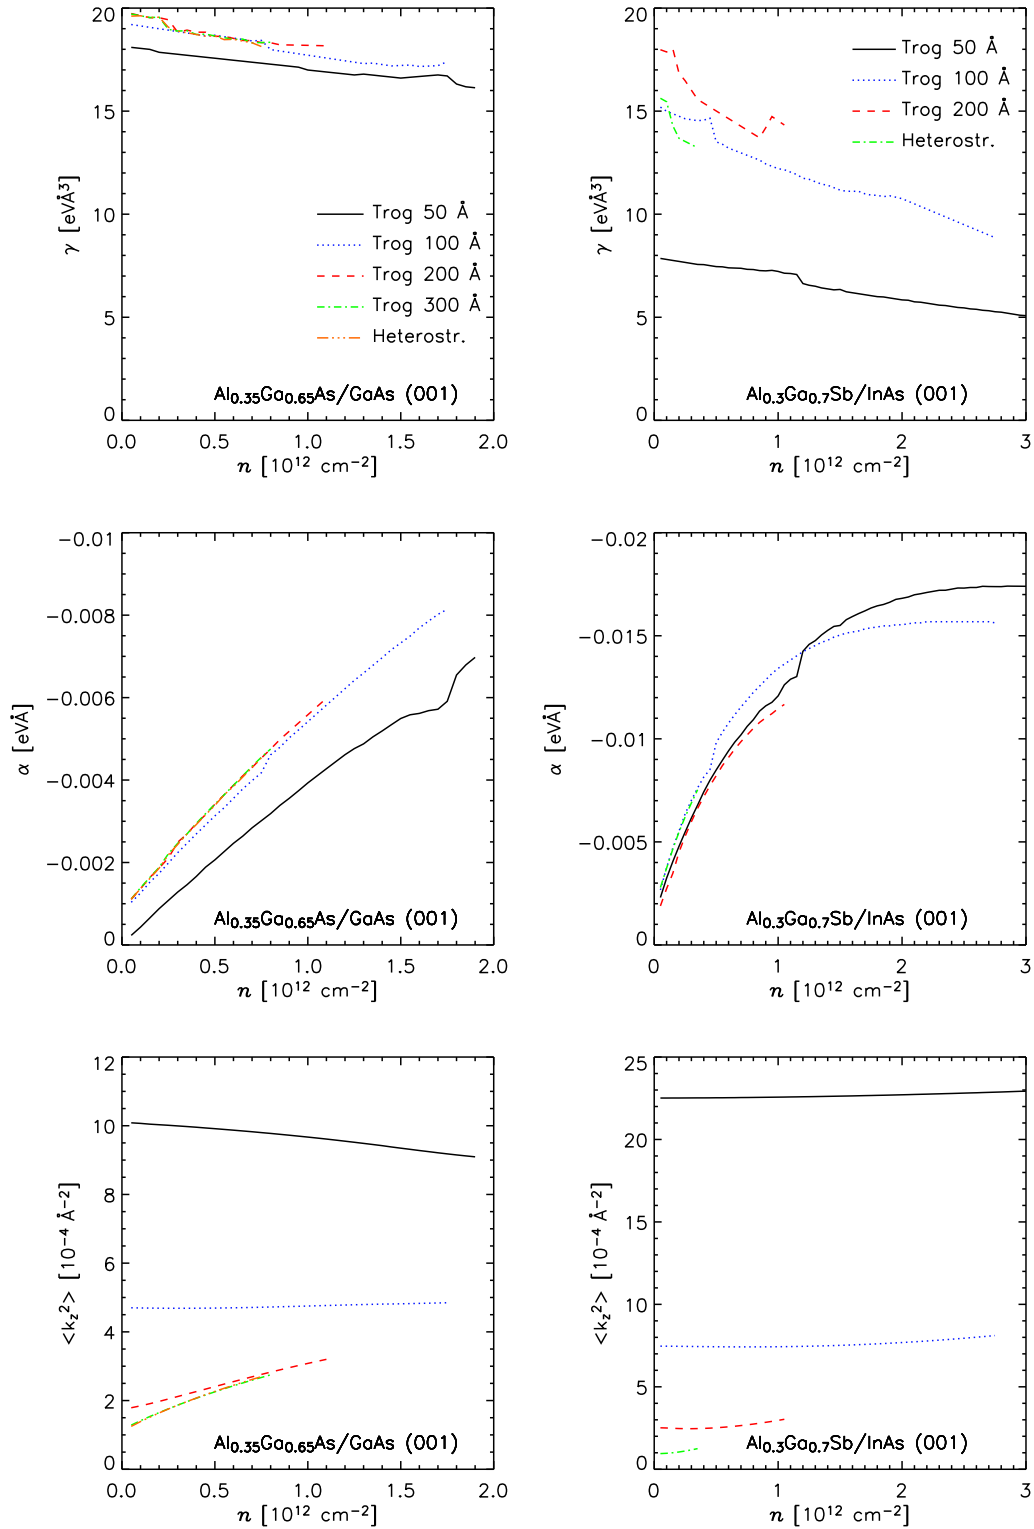 20
15
10
5
0
γ [eVÅ³]
Trog 50 Å
Trog 100 Å
Trog 200 Å
Trog 300 Å
Heterostr.
Al₀.₃₅Ga₀.₆₅As/GaAs (001)
0.0 0.5 1.0 1.5 2.0
n [10¹² cm⁻²]
20
15
10
5
0
γ [eVÅ³]
Trog 50 Å
Trog 100 Å
Trog 200 Å
Heterostr.
Al₀.₃Ga₀.₇Sb/InAs (001)
0 1 2 3
n [10¹² cm⁻²]
−0.01
−0.008
−0.006
−0.004
−0.002
0
α [eVÅ]
Al₀.₃₅Ga₀.₆₅As/GaAs (001)
0.0 0.5 1.0 1.5 2.0
n [10¹² cm⁻²]
−0.02
−0.015
−0.01
−0.005
0
α [eVÅ]
Al₀.₃Ga₀.₇Sb/InAs (001)
0 1 2 3
n [10¹² cm⁻²]
12
10
8
6
4
2
0
<k_z²> [10⁻⁴ Å⁻²]
Al₀.₃₅Ga₀.₆₅As/GaAs (001)
0.0 0.5 1.0 1.5 2.0
n [10¹² cm⁻²]
25
20
15
10
5
0
<k_z²> [10⁻⁴ Å⁻²]
Al₀.₃Ga₀.₇Sb/InAs (001)
0 1 2 3
n [10¹² cm⁻²]